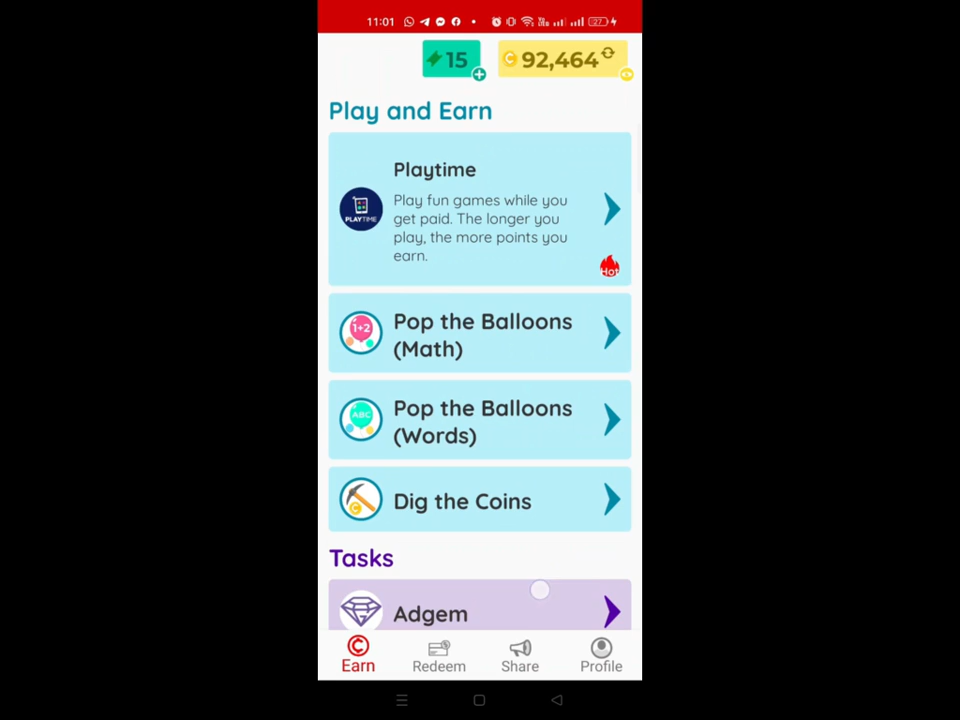 11:01
27
15
C 92,464
Play and Earn
Playtime
PLAYTIME
Play fun games while you
get paid. The longer you
play, the more points you
earn.
Hot
1+2
Pop the Balloons
(Math)
ABC
Pop the Balloons
(Words)
C
Dig the Coins
Tasks
Adgem
Earn
Redeem
Share
Profile